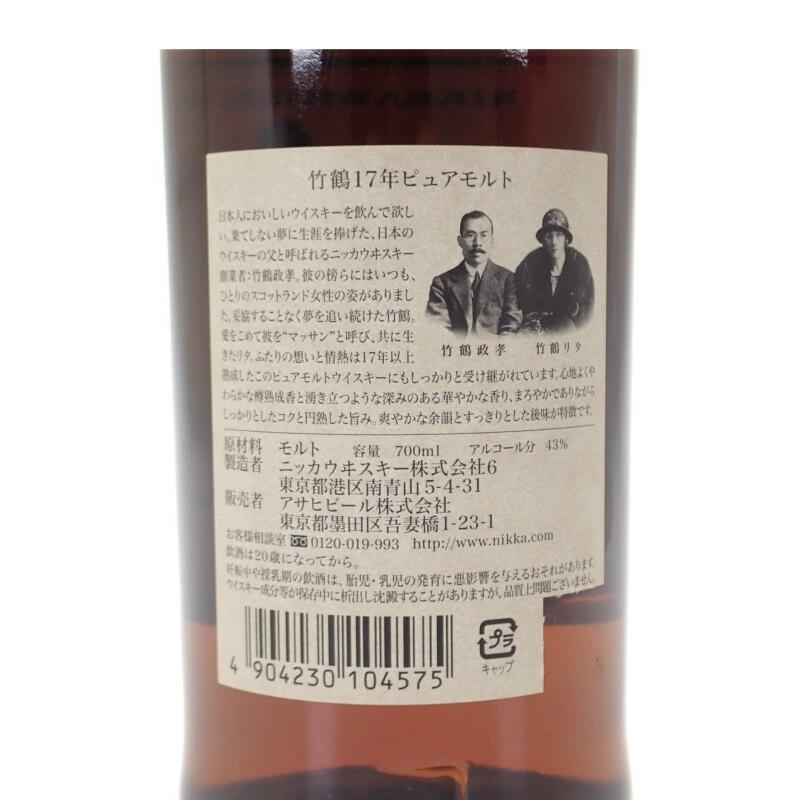 竹鶴17年ピュアモルト
日本人においしいウイスキーを飲んで欲し
い。果てしない夢に生涯を捧げた、日本の
ウイスキーの父と呼ばれるニッカウヰスキー
創業者:竹鶴政孝。彼の傍らにはいつも、
ひとりのスコットランド女性の姿がありまし
た。妥協することなく夢を追い続けた竹鶴。
愛をこめて彼を“マッサン”と呼び、共に生
きたリタ。ふたりの想いと情熱は17年以上
熟成したこのピュアモルトウイスキーにもしっかりと受け継がれています。心地よくや
わらかな樽熟成香と湧き立つような深みのある華やかな香り、まろやかでありながら
しっかりとしたコクと円熟した旨み。爽やかな余韻とすっきりとした後味が特徴です。
竹鶴政孝 竹鶴リタ
原材料 モルト 容量 700ml アルコール分 43%
製造者 ニッカウヰスキー株式会社6
東京都港区南青山5-4-31
販売者 アサヒビール株式会社
東京都墨田区吾妻橋1-23-1
お客様相談室 0120-019-993 http://www.nikka.com
飲酒は20歳になってから。
妊娠中や授乳期の飲酒は、胎児・乳児の発育に悪影響を与えるおそれがあります。
ウイスキー成分等が保存中に析出し沈澱することがありますが、品質上問題ございません。
4 904230 104575
プラ
キャップ